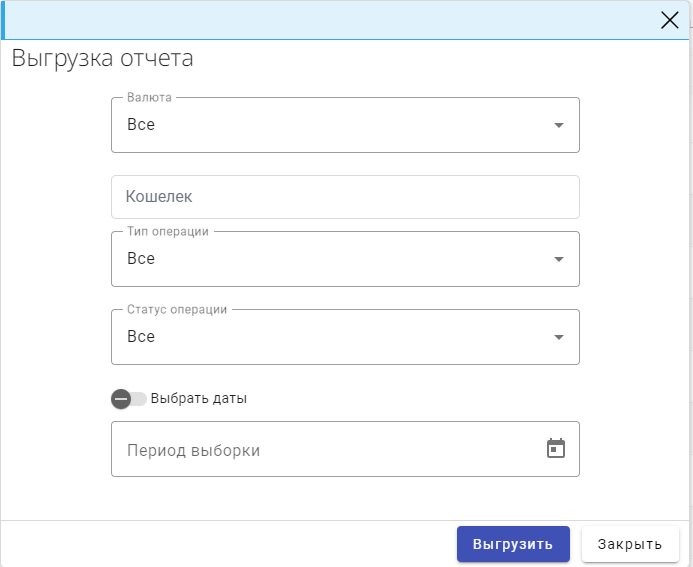 Выгрузка отчета
Валюта
Все
Кошелек
Тип операции
Все
Статус операции
Все
Выбрать даты
Период выборки
Выгрузить
Закрыть